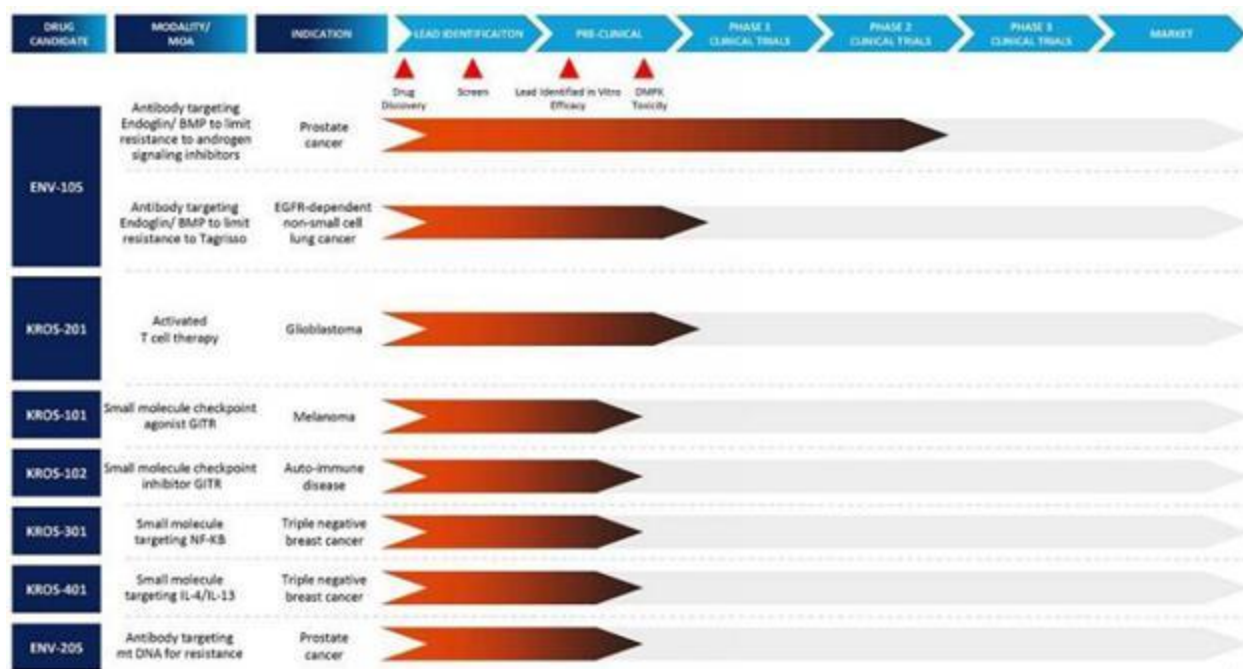 DRUG
CANDIDATE
MODALITY/
MOA
INDICATION
LEAD IDENTIFICAITON
PRE-CLINICAL
PHASE 1
CLINICAL TRIALS
PHASE 2
CLINICAL TRIALS
PHASE 3
CLINICAL TRIALS
MARKET
Drug
Discovery
Screen
Lead Identified in Vitro
Efficacy
DMPK
Toxicity
ENV-105
Antibody targeting
Endoglin/ BMP to limit
resistance to androgen
signaling inhibitors
Prostate
cancer
Antibody targeting
Endoglin/ BMP to limit
resistance to Tagrisso
EGFR-dependent
non-small cell
lung cancer
KROS-201
Activated
T cell therapy
Glioblastoma
KROS-101
Small molecule checkpoint
agonist GITR
Melanoma
KROS-102
Small molecule checkpoint
inhibitor GITR
Auto-immune
disease
KROS-301
Small molecule
targeting NF-KB
Triple negative
breast cancer
KROS-401
Small molecule
targeting IL-4/IL-13
Triple negative
breast cancer
ENV-205
Antibody targeting
mt DNA for resistance
Prostate
cancer